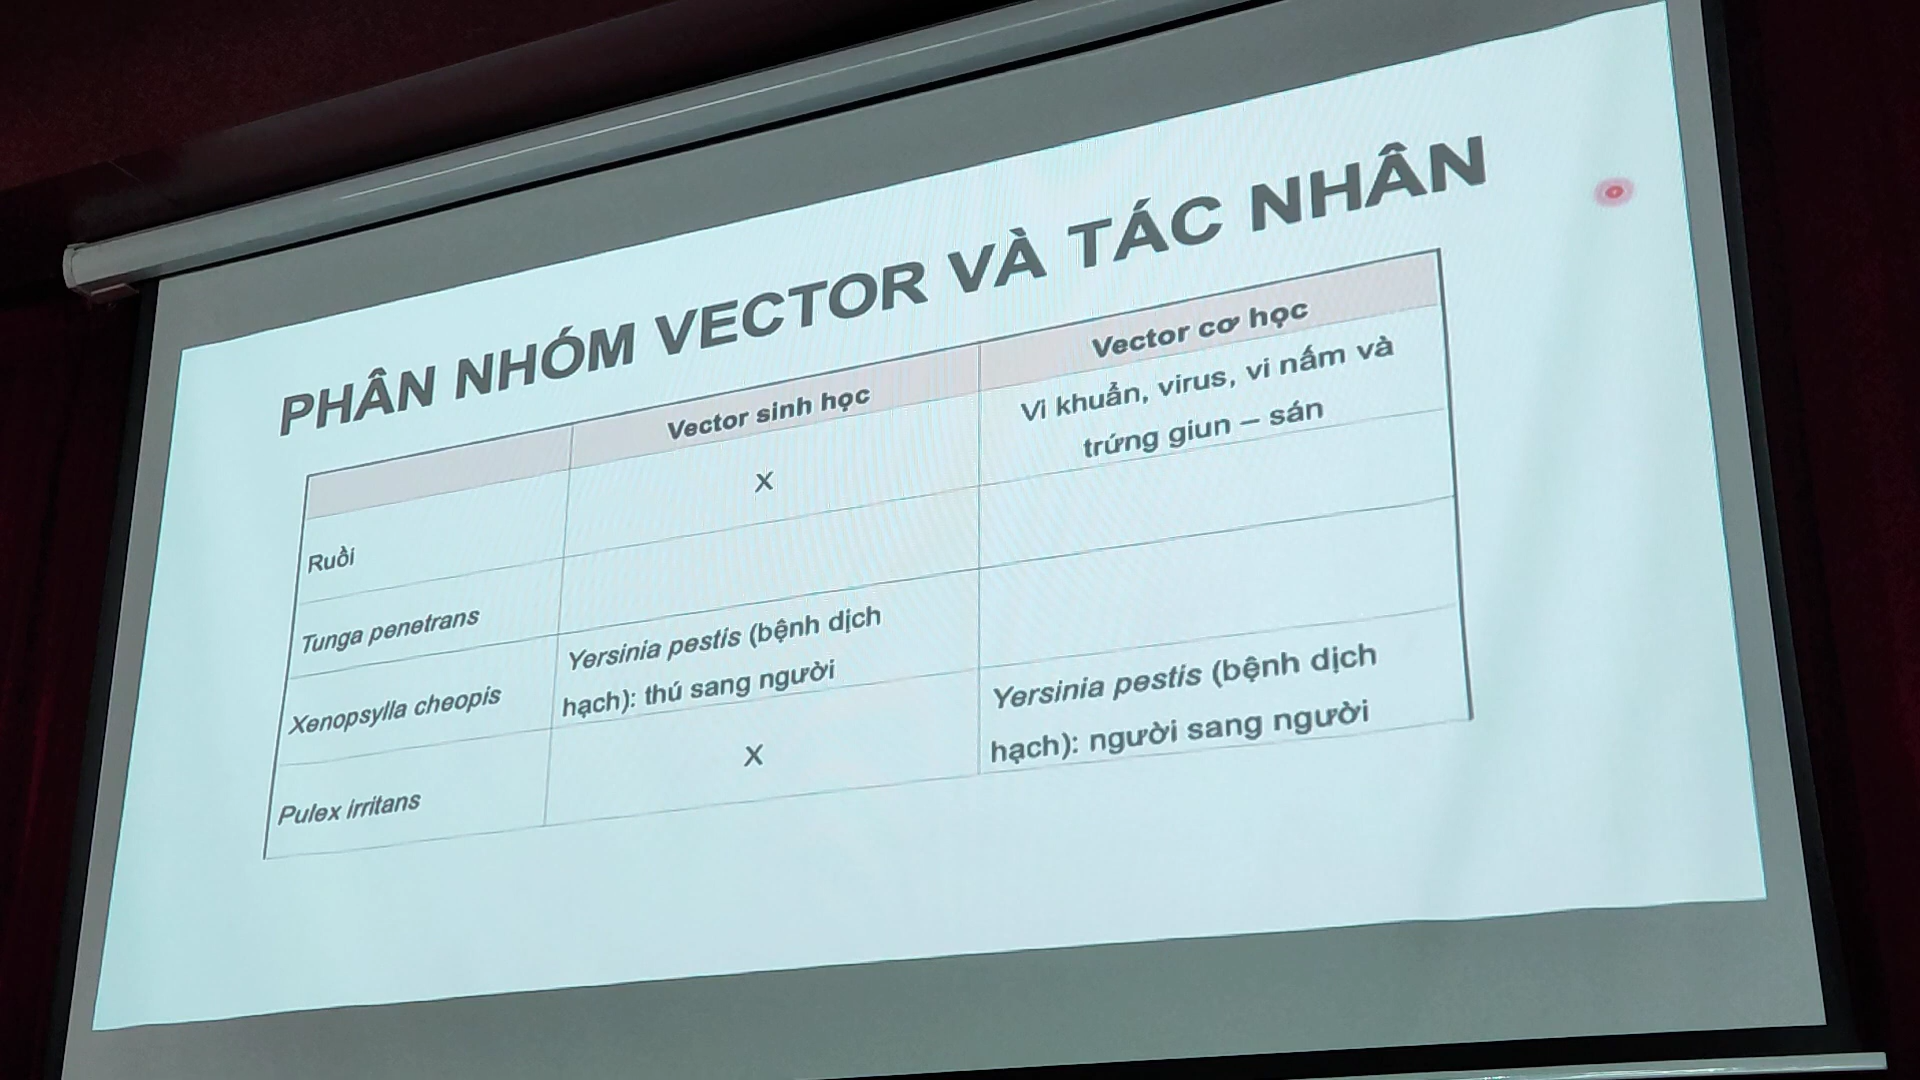 PHÂN NHÓM VECTOR VÀ TÁC NHÂN
Vector sinh học
Vector cơ học
Ruồi
X
Vi khuẩn, virus, vi nấm và
trứng giun – sán
Tunga penetrans
Xenopsylla cheopis
Yersinia pestis (bệnh dịch
hạch): thú sang người
Pulex irritans
X
Yersinia pestis (bệnh dịch
hạch): người sang người